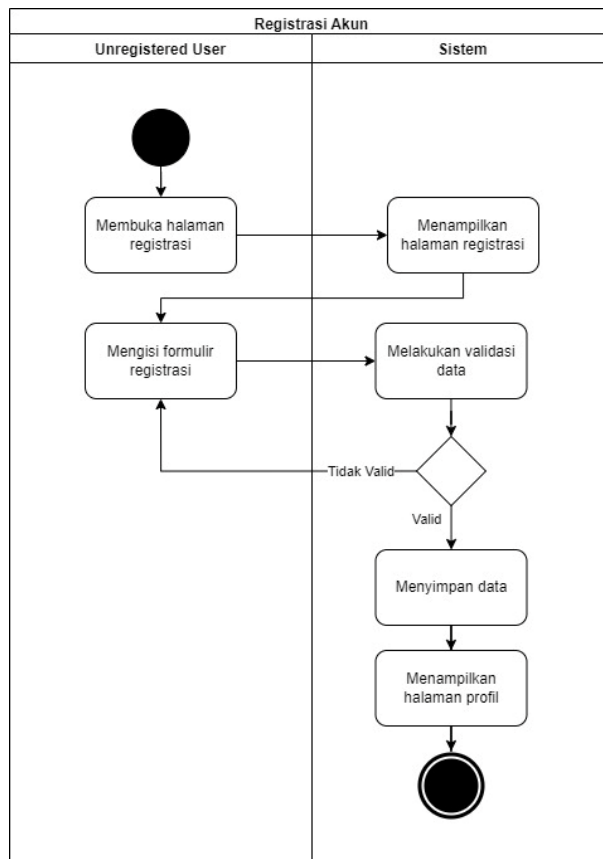 Registrasi Akun
Unregistered User
Sistem
Membuka halaman
registrasi
Menampilkan
halaman registrasi
Mengisi formulir
registrasi
Melakukan validasi
data
Tidak Valid
Valid
Menyimpan data
Menampilkan
halaman profil